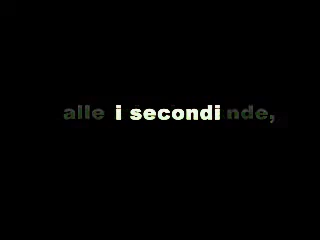 alle i secondi nde,